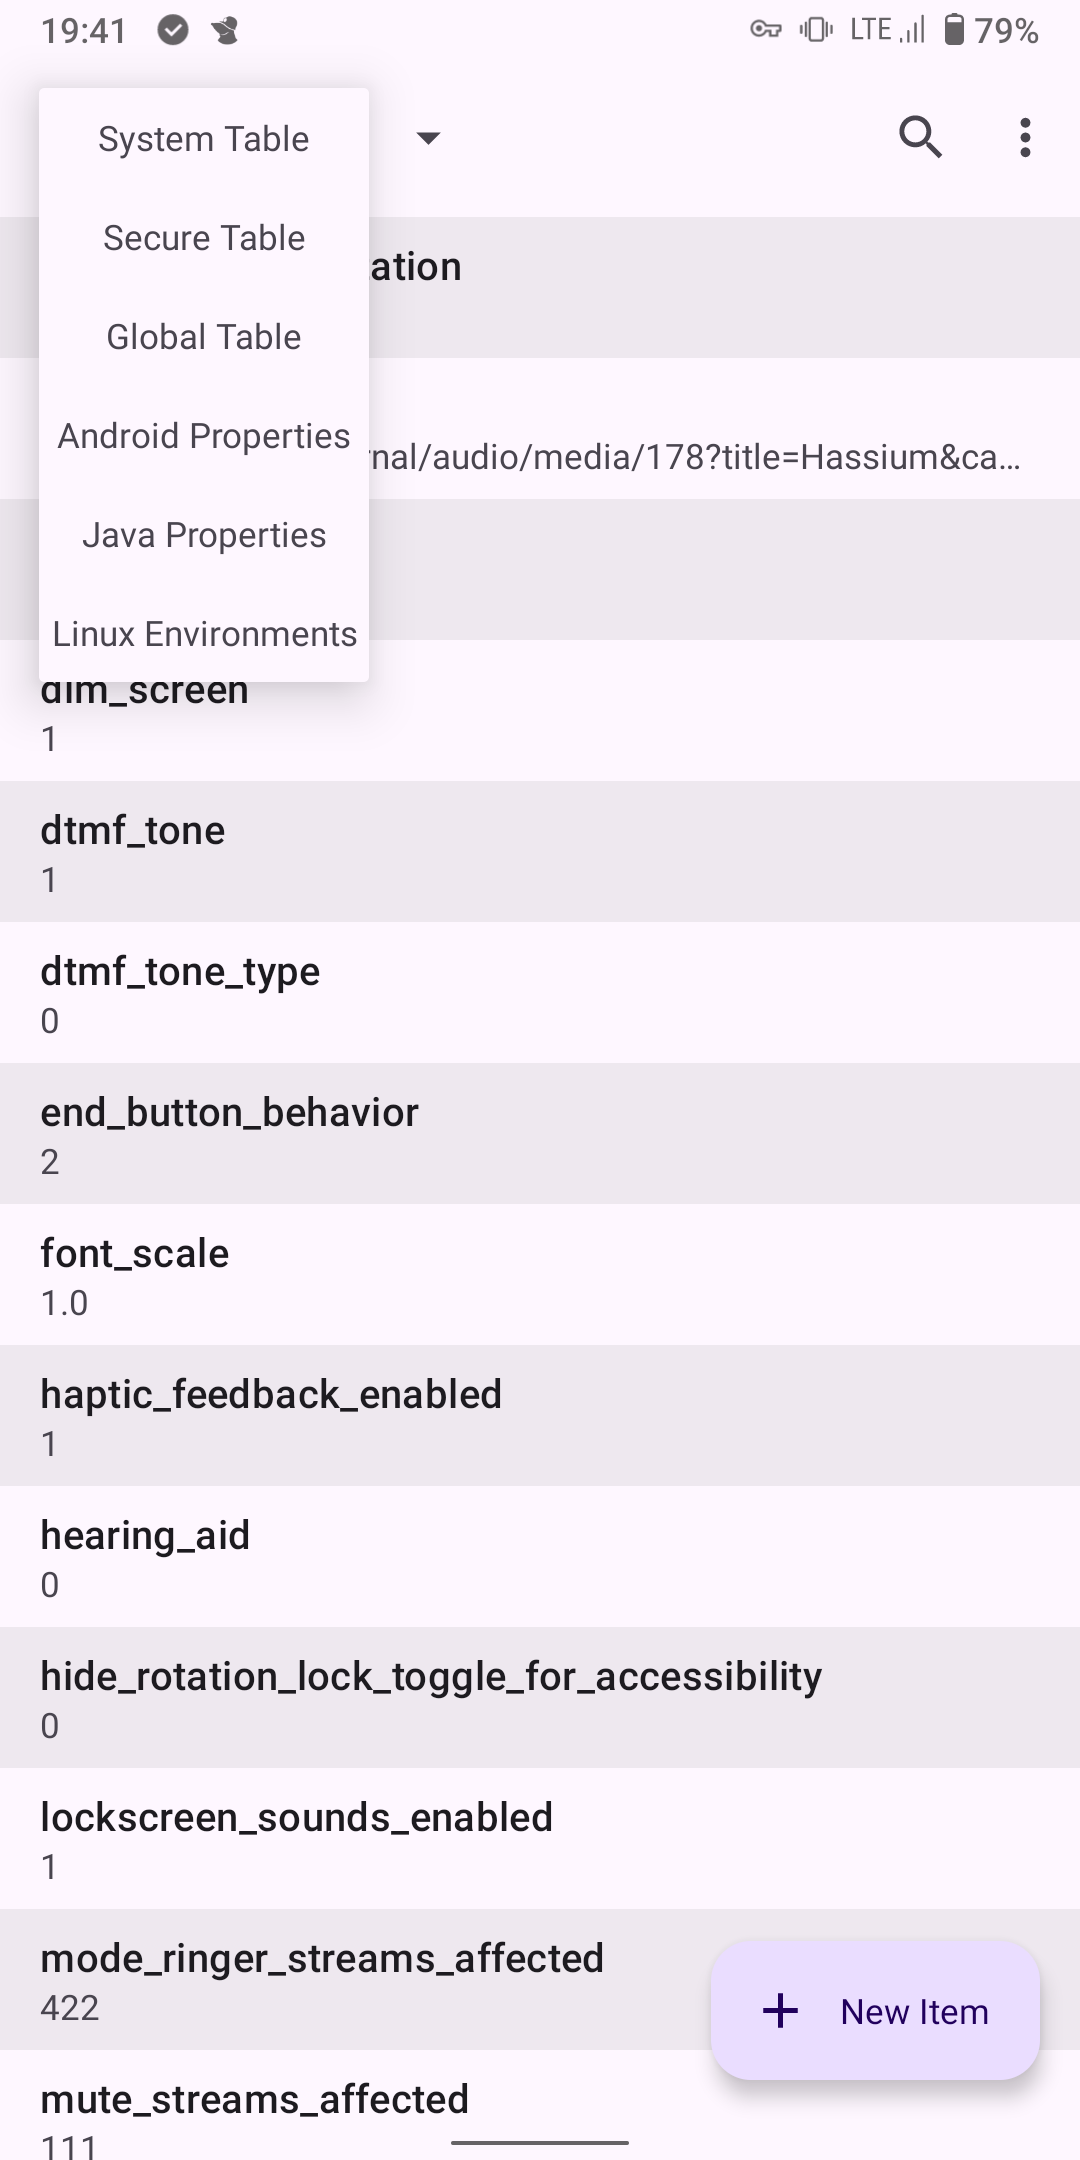 19:41 LTE 79%
System Table
Secure Table
ation
Global Table
Android Properties
rnal/audio/media/178?title=Hassium&ca...
Java Properties
Linux Environments
dim_screen
1
dtmf_tone
1
dtmf_tone_type
0
end_button_behavior
2
font_scale
1.0
haptic_feedback_enabled
1
hearing_aid
0
hide_rotation_lock_toggle_for_accessibility
0
lockscreen_sounds_enabled
1
mode_ringer_streams_affected
422
New Item
mute_streams_affected
111